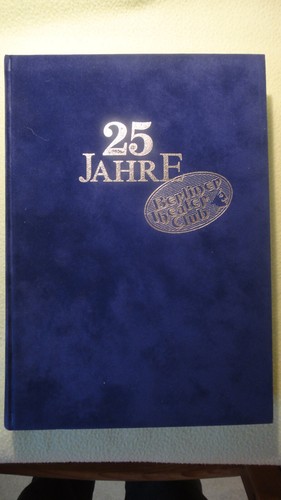 25
JAHRE
Berliner
Theater
Club